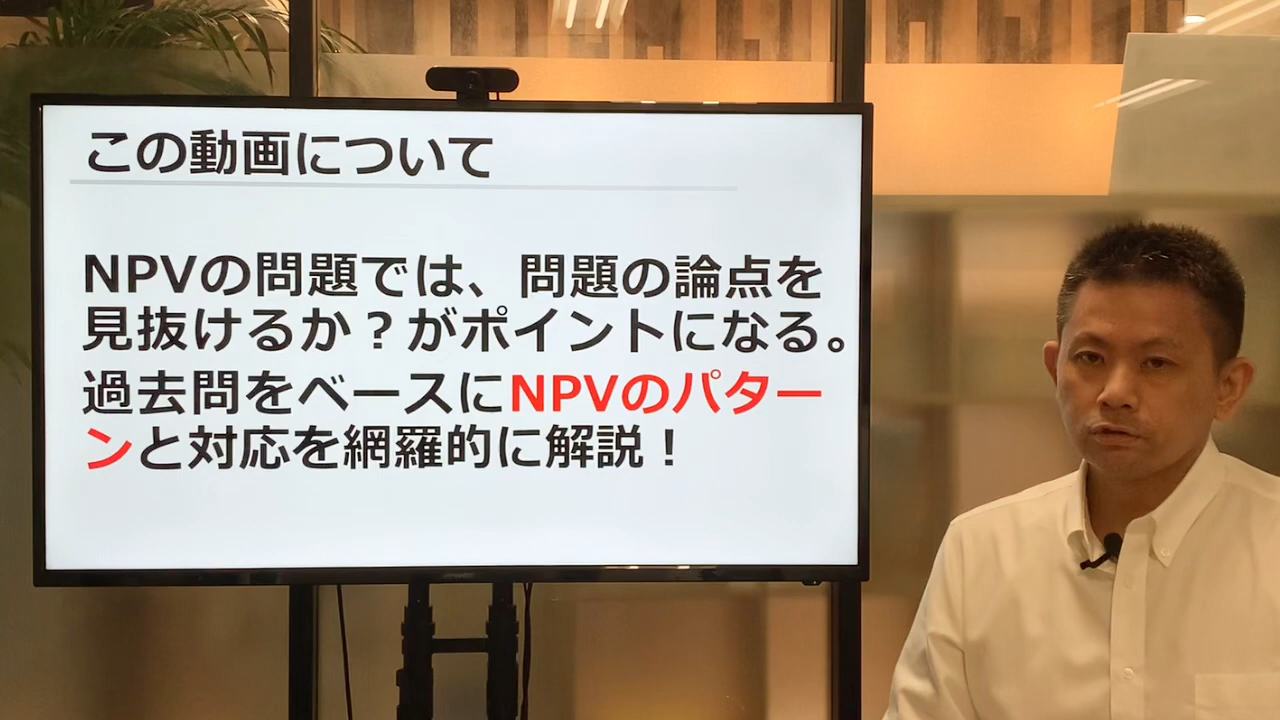 この動画について
NPVの問題では、問題の論点を
見抜けるか？がポイントになる。
過去問をベースにNPVのパター
ンと対応を網羅的に解説！